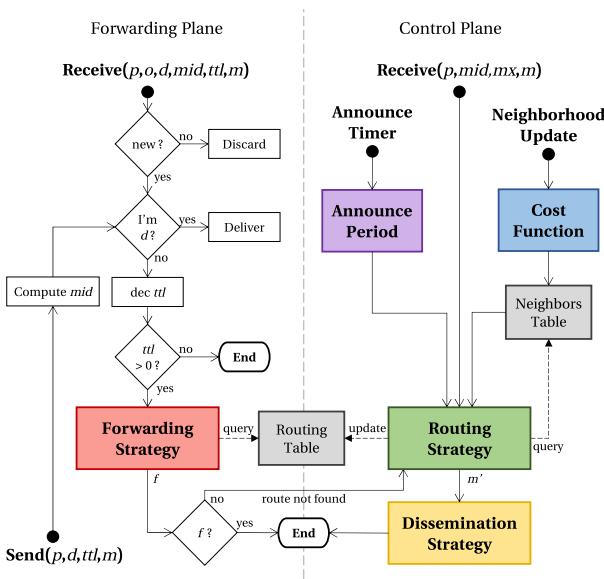 Forwarding Plane
Control Plane
Receive(p,o,d,mid,ttl,m)
Receive(p,mid,mx,m)
Announce
Timer
Neighborhood
Update
new ?
no
Discard
yes
I'm
d ?
yes
Deliver
no
Announce
Period
Cost
Function
Compute mid
dec ttl
Neighbors
Table
ttl
> 0 ?
no
End
yes
Forwarding
Strategy
query
Routing
Table
update
Routing
Strategy
query
f
no
route not found
m'
f ?
yes
End
Dissemination
Strategy
Send(p,d,ttl,m)